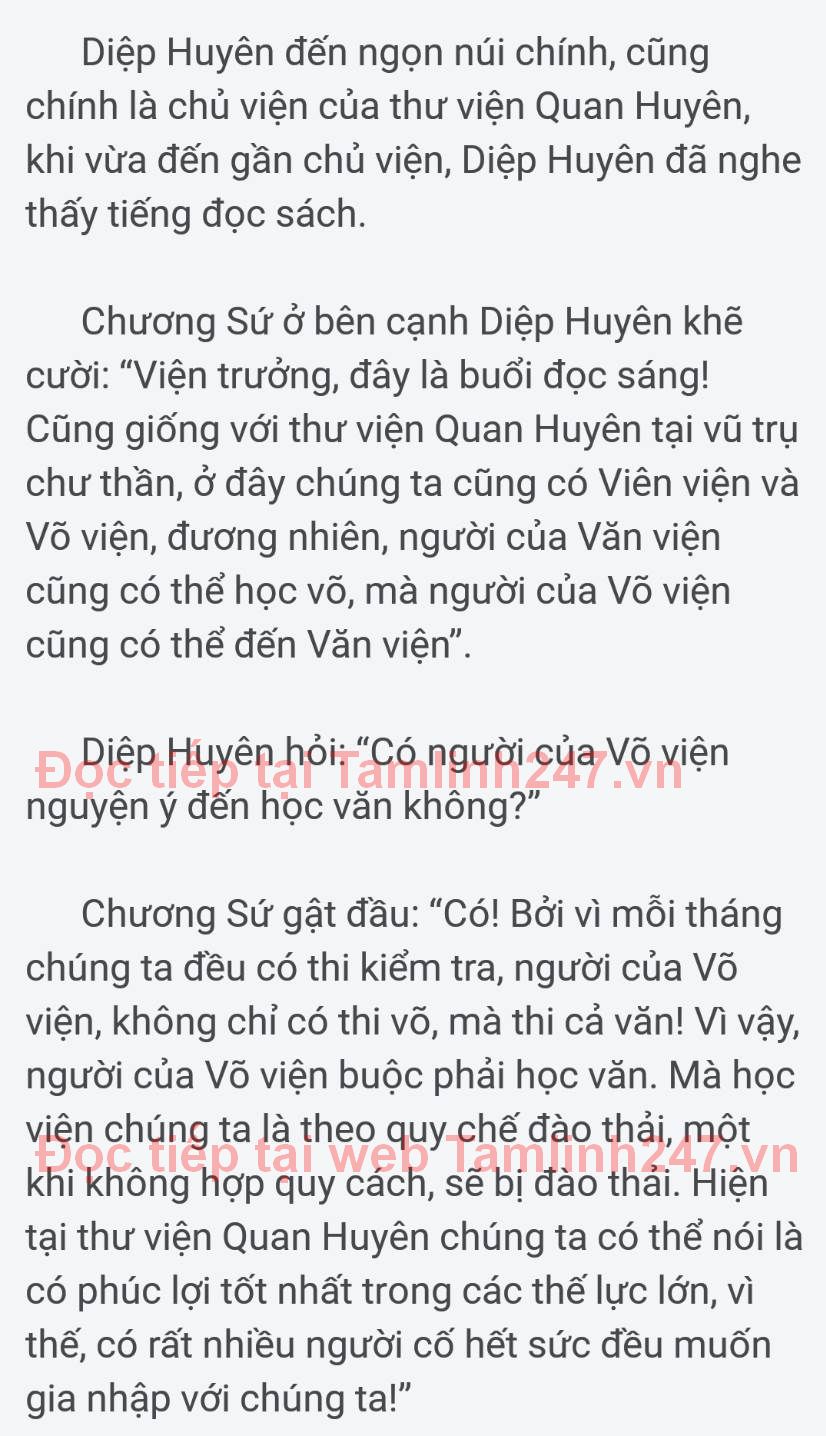 Diệp Huyên đến ngọn núi chính, cũng
chính là chủ viện của thư viện Quan Huyên,
khi vừa đến gần chủ viện, Diệp Huyên đã nghe
thấy tiếng đọc sách.
Chương Sứ ở bên cạnh Diệp Huyên khẽ
cười: “Viện trưởng, đây là buổi đọc sáng!
Cũng giống với thư viện Quan Huyên tại vũ trụ
chư thần, ở đây chúng ta cũng có Viên viện và
Võ viện, đương nhiên, người của Văn viện
cũng có thể học võ, mà người của Võ viện
cũng có thể đến Văn viện”.
Diệp Huyên hỏi: “Có người của Võ viện
Đọc tiếp tại Tamlinh247.vn
nguyện ý đến học văn không?”
Chương Sứ gật đầu: “Có! Bởi vì mỗi tháng
chúng ta đều có thi kiểm tra, người của Võ
viện, không chỉ có thi võ, mà thi cả văn! Vì vậy,
người của Võ viện buộc phải học văn. Mà học
viện chúng ta là theo quy chế đào thải, một
Đọc tiếp tại web Tamlinh247.vn
khi không hợp quy cách, sẽ bị đào thải. Hiện
tại thư viện Quan Huyên chúng ta có thể nói là
có phúc lợi tốt nhất trong các thế lực lớn, vì
thế, có rất nhiều người cố hết sức đều muốn
gia nhập với chúng ta!”